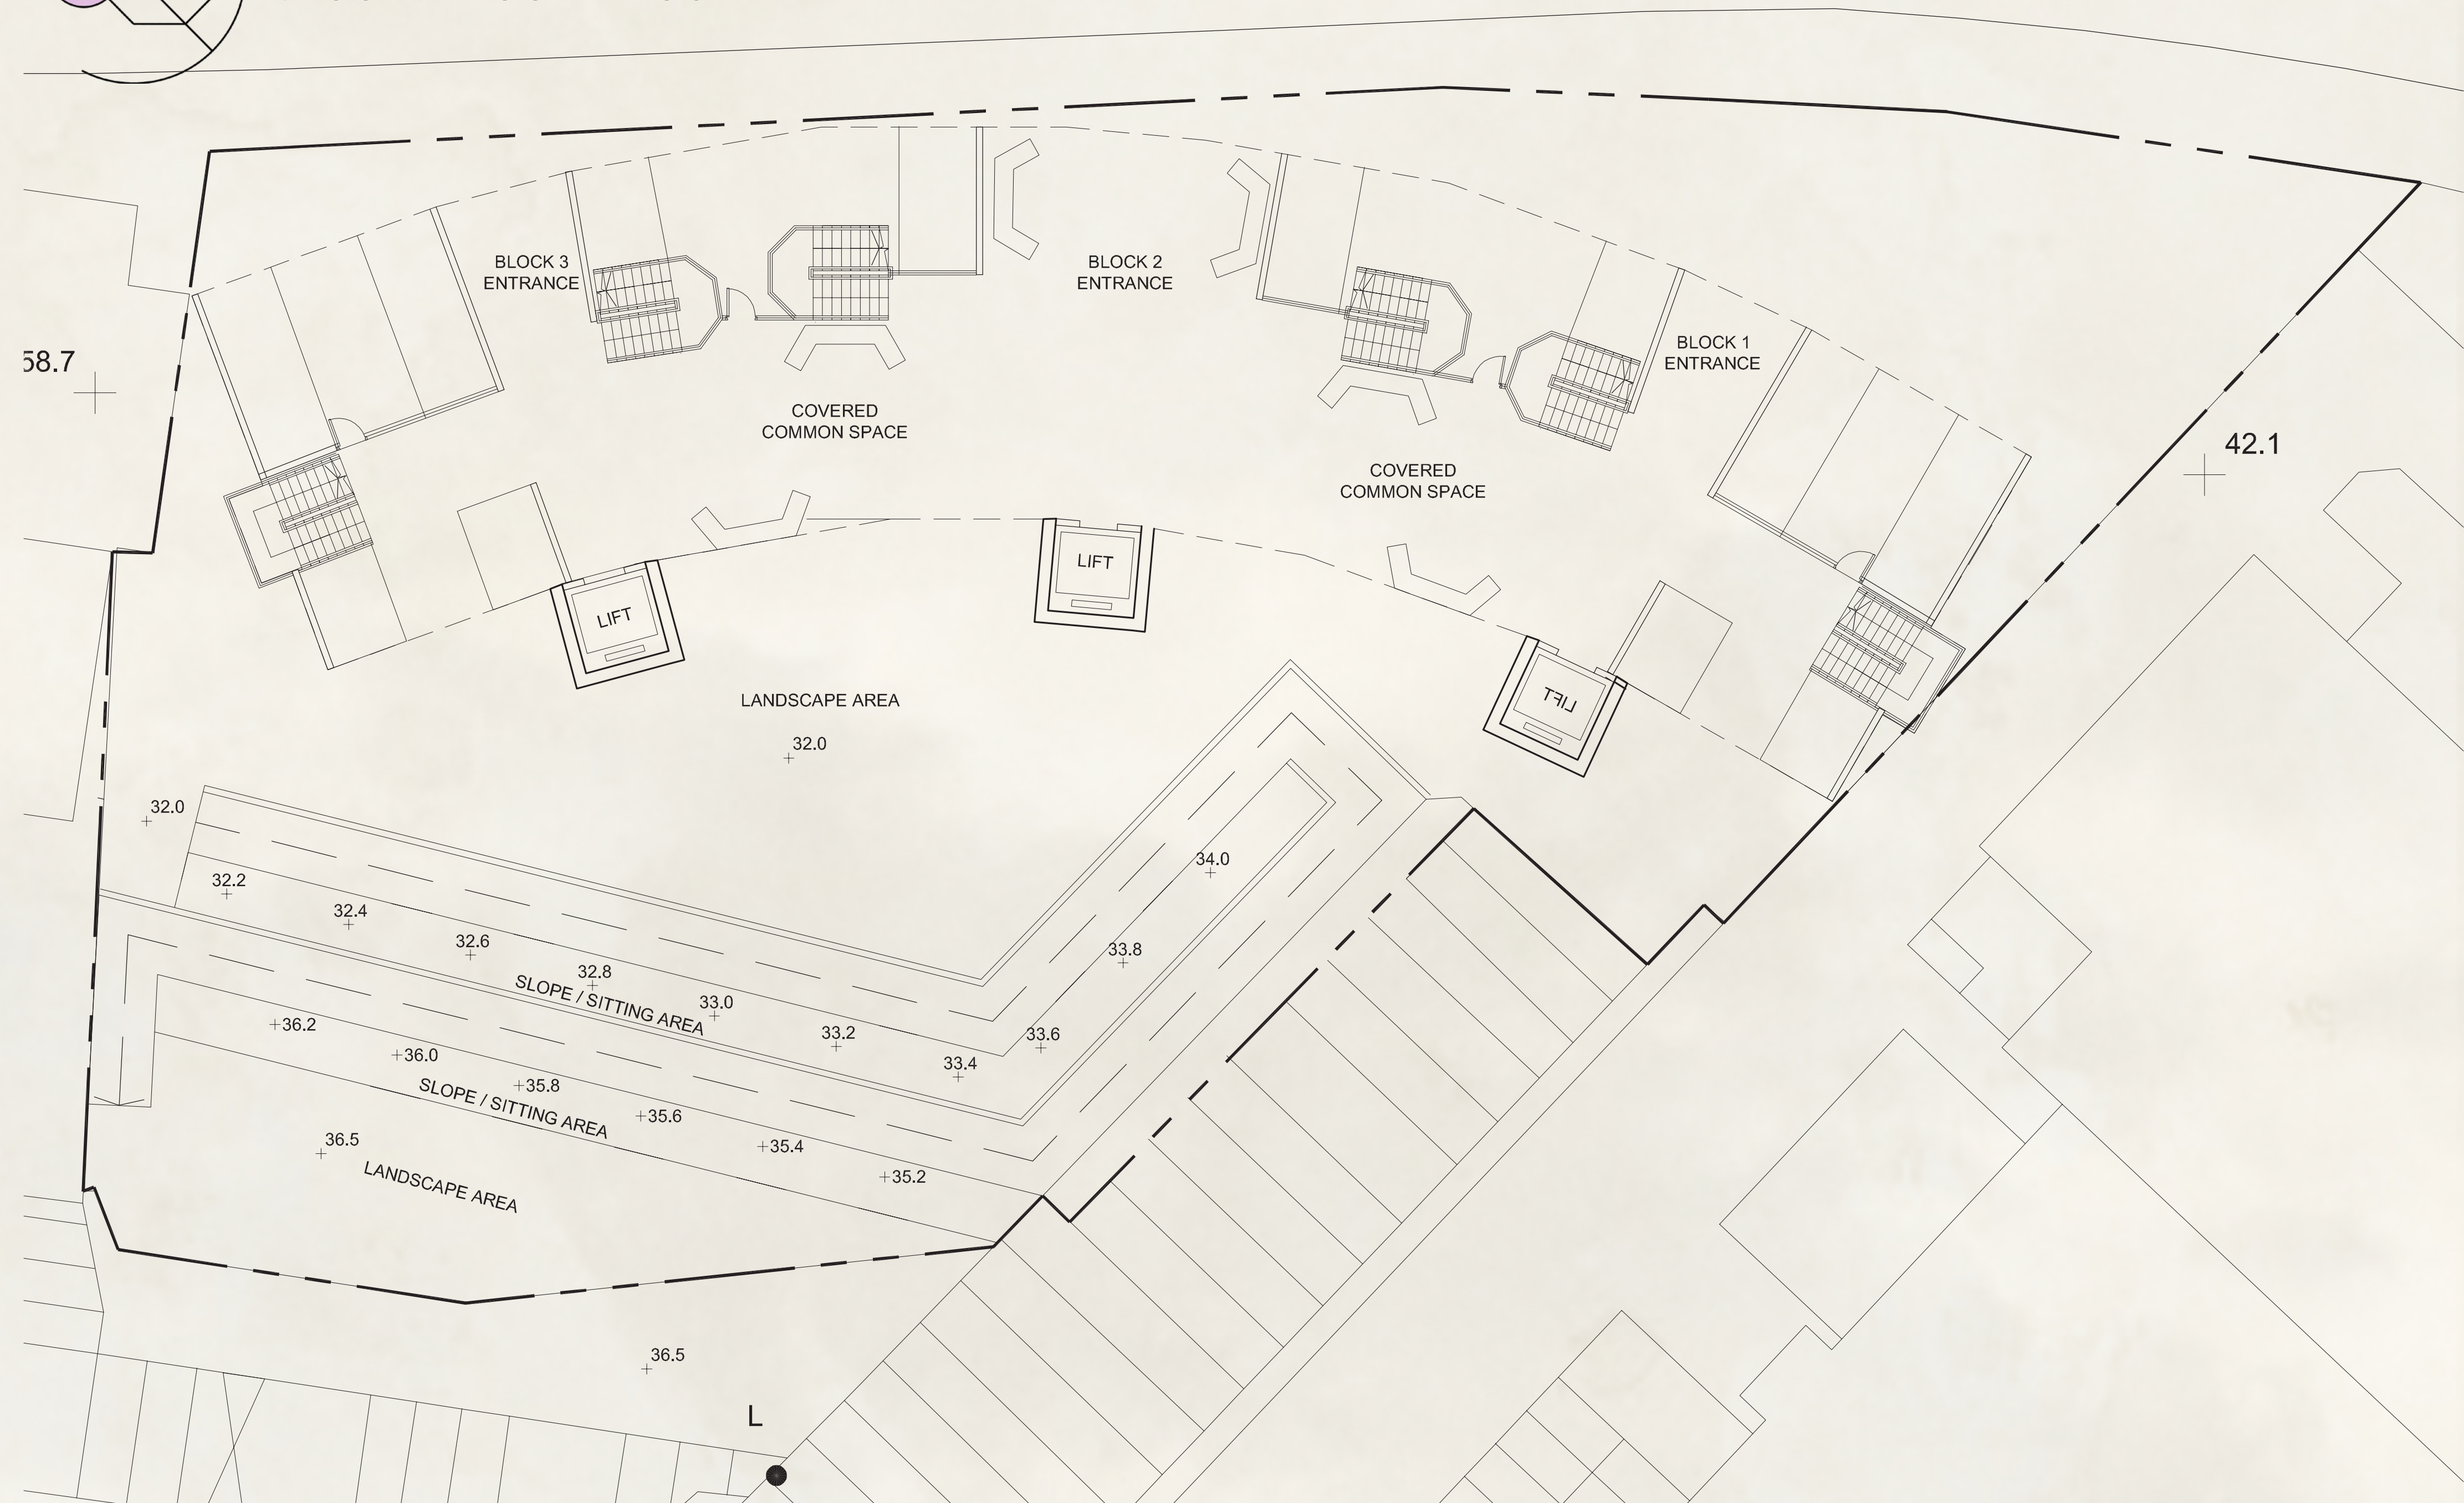 BLOCK 3
ENTRANCE
BLOCK 2
ENTRANCE
BLOCK 1
ENTRANCE
58.7
COVERED
COMMON SPACE
42.1
COVERED
COMMON SPACE
LIFT
LIFT
LIFT
LANDSCAPE AREA
32.0
32.0
34.0
32.2
32.4
32.6
33.8
32.8
SLOPE / SITTING AREA
33.0
33.2
33.6
33.4
36.2
36.0
35.8
SLOPE / SITTING AREA
35.6
35.4
35.2
36.5
LANDSCAPE AREA
36.5
L